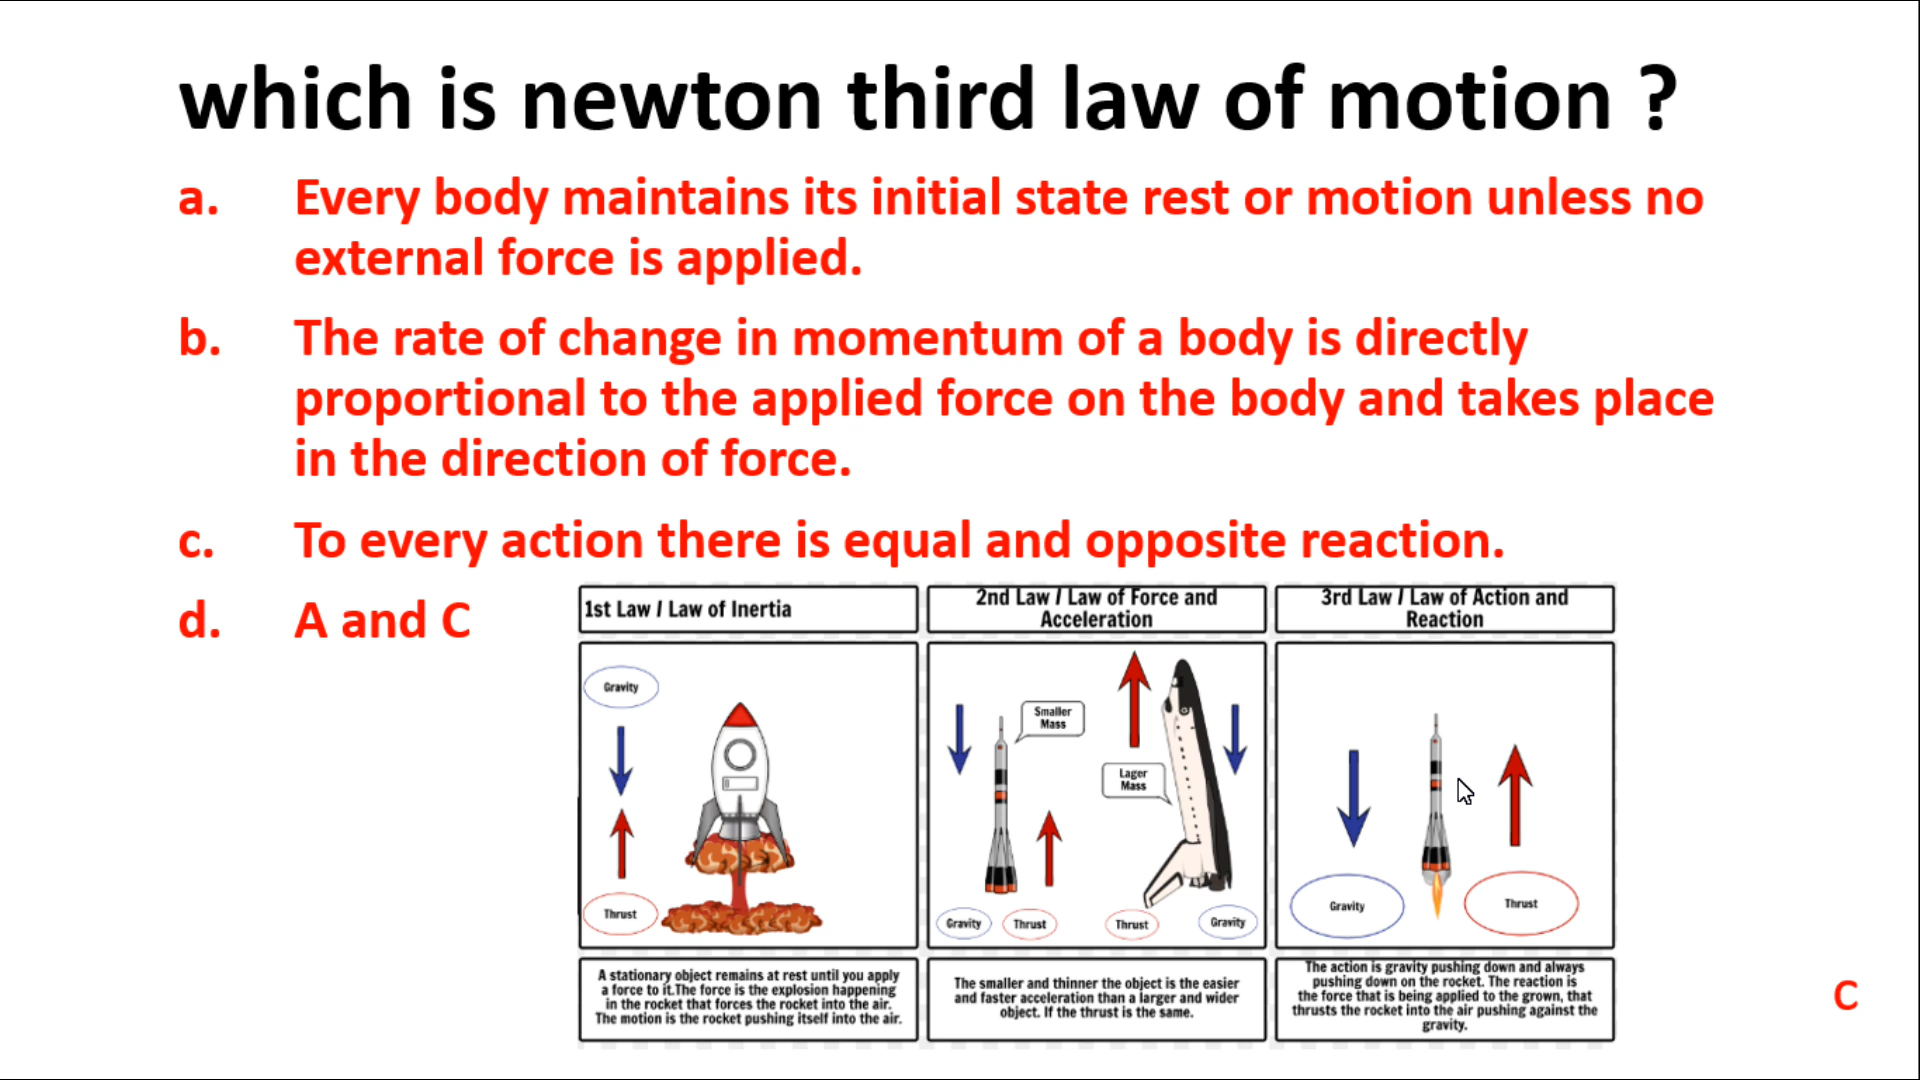 which is newton third law of motion ?
a. Every body maintains its initial state rest or motion unless no
external force is applied.
b. The rate of change in momentum of a body is directly
proportional to the applied force on the body and takes place
in the direction of force.
c. To every action there is equal and opposite reaction.
d. A and C
1st Law / Law of Inertia
Gravity
Thrust
A stationary object remains at rest until you apply
a force to it.The force is the explosion happening
in the rocket that forces the rocket into the air.
The motion is the rocket pushing itself into the air.
2nd Law / Law of Force and
Acceleration
Smaller
Mass
Lager
Mass
Gravity
Thrust
Thrust
Gravity
The smaller and thinner the object is the easier
and faster acceleration than a larger and wider
object. If the thrust is the same.
3rd Law / Law of Action and
Reaction
Gravity
Thrust
The action is gravity pushing down and always
pushing down on the rocket. The reaction is
the force that is being applied to the grown, that
thrusts the rocket into the air pushing against the
gravity.
C